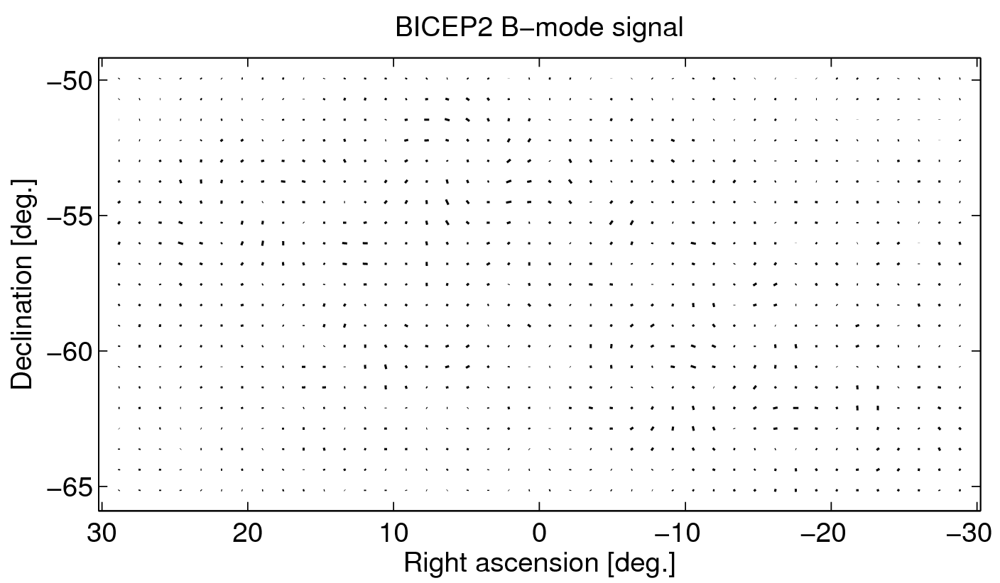 BICEP2 B−mode signal
−50
−55
−60
−65
Declination [deg.]
30 20 10 0 −10 −20 −30
Right ascension [deg.]